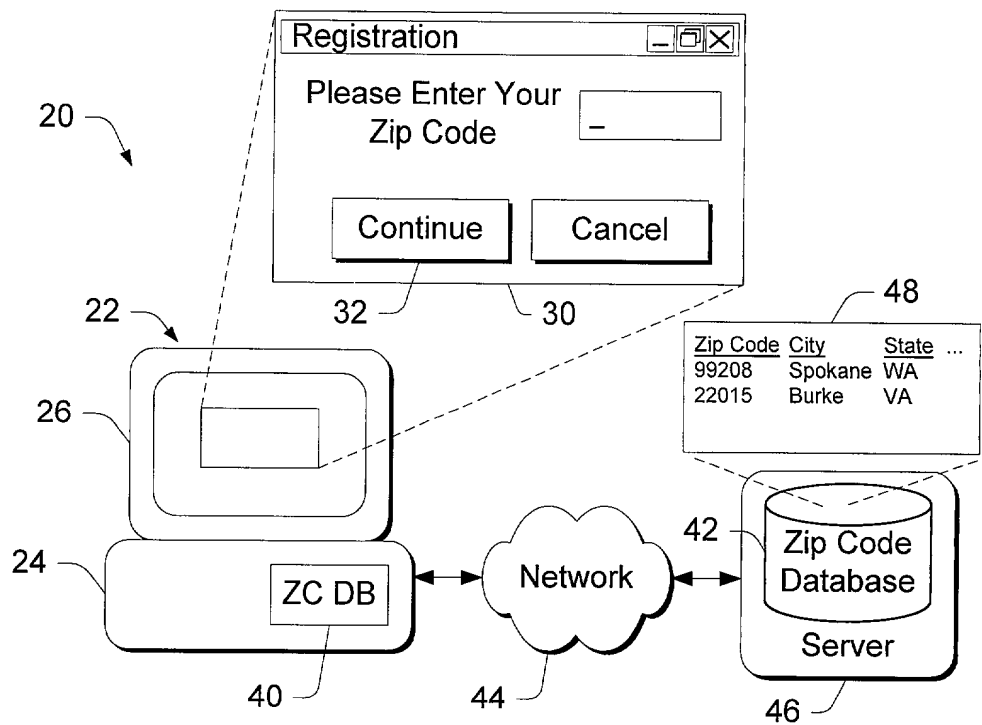 Registration
Please Enter Your
Zip Code
_
20
Continue
Cancel
32
30
48
22
Zip Code City State ...
99208 Spokane WA
22015 Burke VA
26
42
Zip Code
Database
24
ZC DB
Network
Server
40
44
46